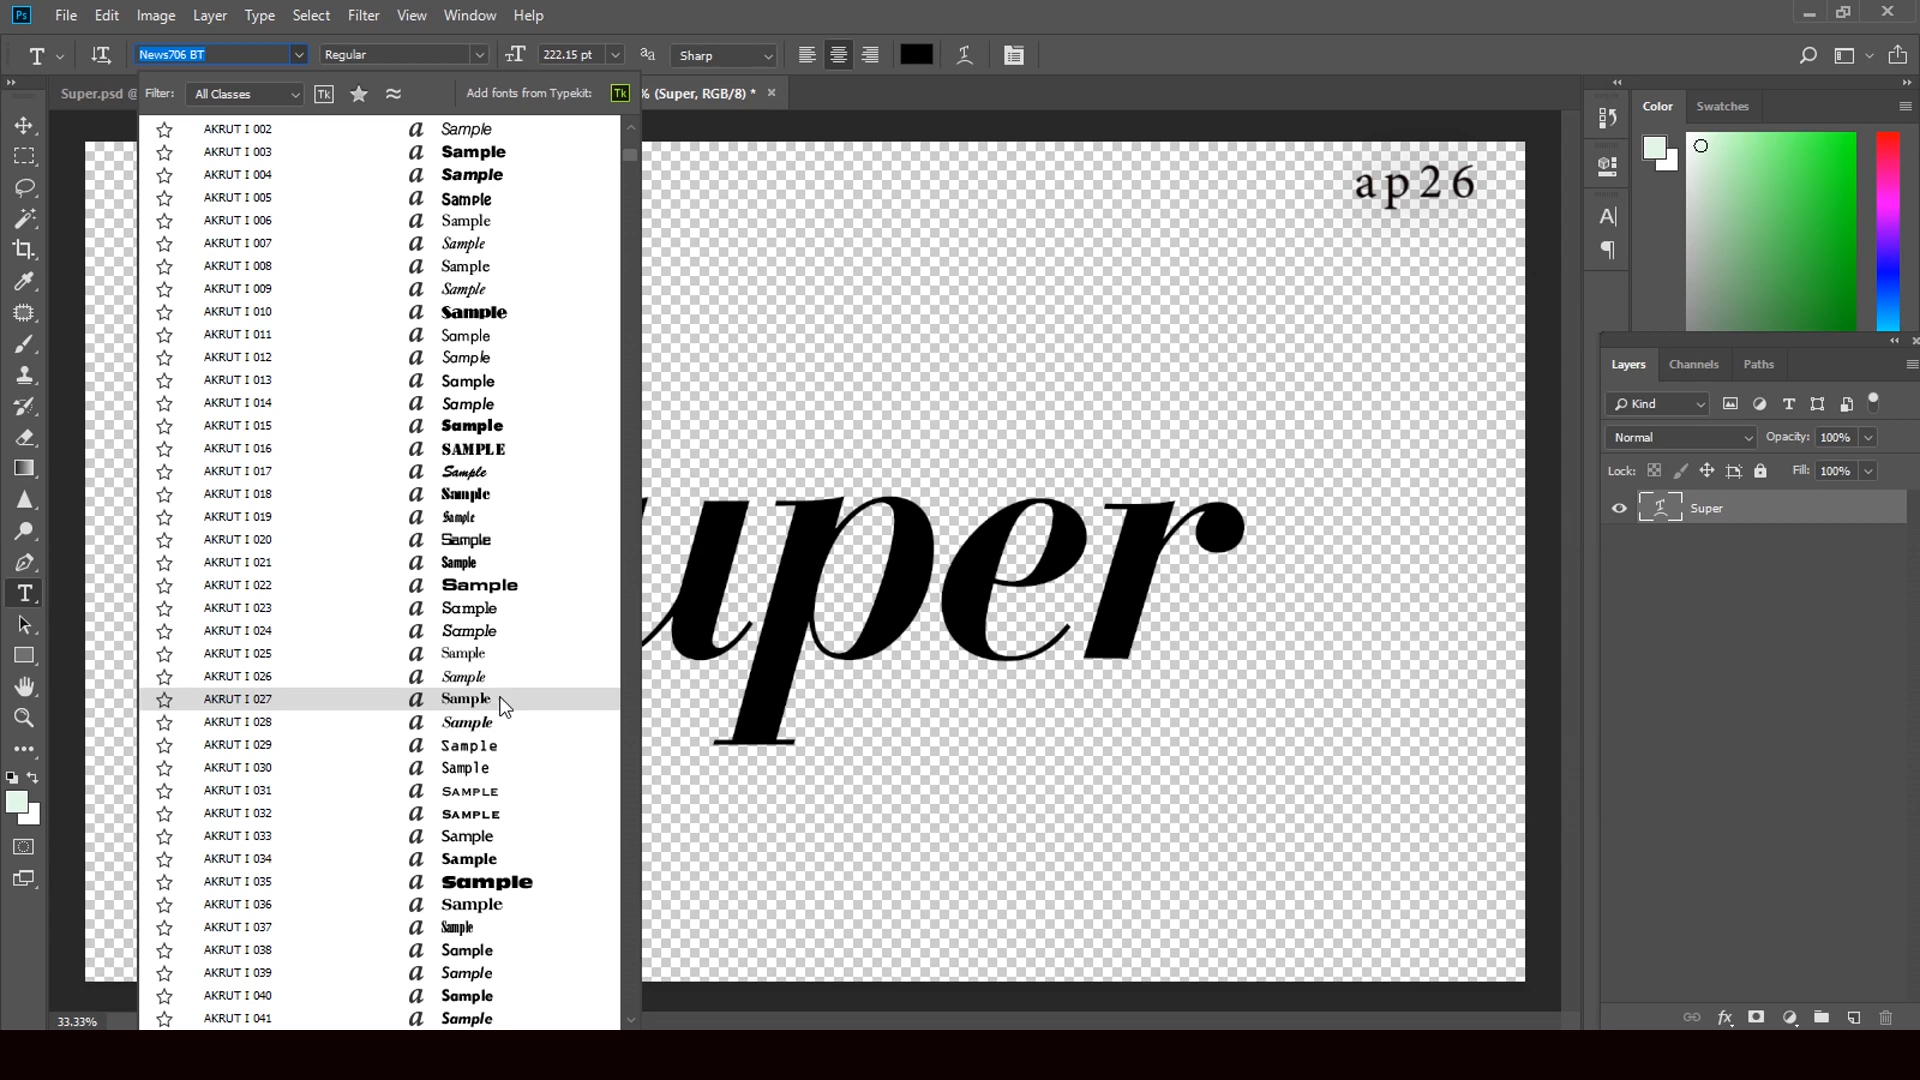 Ps File Edit Image Layer Type Select Filter View Window Help
T News706 BT Regular 222.15 pt aa Sharp
Super.psd @ % (Super, RGB/8) *
Filter: All Classes Tk Add fonts from Typekit: Tk
AKRUT I 002 a Sample
AKRUT I 003 a Sample
AKRUT I 004 a Sample
AKRUT I 005 a Sample
AKRUT I 006 a Sample
AKRUT I 007 a Sample
AKRUT I 008 a Sample
AKRUT I 009 a Sample
AKRUT I 010 a Sample
AKRUT I 011 a Sample
AKRUT I 012 a Sample
AKRUT I 013 a Sample
AKRUT I 014 a Sample
AKRUT I 015 a Sample
AKRUT I 016 a SAMPLE
AKRUT I 017 a Sample
AKRUT I 018 a Sample
AKRUT I 019 a Sample
AKRUT I 020 a Sample
AKRUT I 021 a Sample
AKRUT I 022 a Sample
AKRUT I 023 a Sample
AKRUT I 024 a Sample
AKRUT I 025 a Sample
AKRUT I 026 a Sample
AKRUT I 027 a Sample
AKRUT I 028 a Sample
AKRUT I 029 a Sample
AKRUT I 030 a Sample
AKRUT I 031 a SAMPLE
AKRUT I 032 a SAMPLE
AKRUT I 033 a Sample
AKRUT I 034 a Sample
AKRUT I 035 a Sample
AKRUT I 036 a Sample
AKRUT I 037 a Sample
AKRUT I 038 a Sample
AKRUT I 039 a Sample
AKRUT I 040 a Sample
AKRUT I 041 a Sample
33.33%
ap26
uper
Color Swatches
Layers Channels Paths
Kind
Normal Opacity: 100%
Lock: Fill: 100%
Super
fx